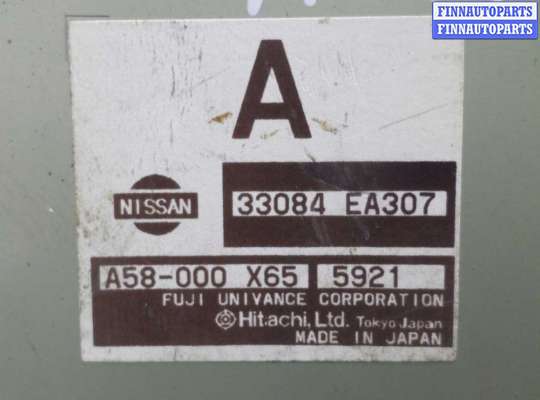 FINNAUTOPARTS
FINNAUTOPARTS
A
NISSAN
33084 EA307
A58-000 X65 5921
FUJI UNIVANCE CORPORATION
Hitachi, Ltd. Tokyo Japan
MADE IN JAPAN